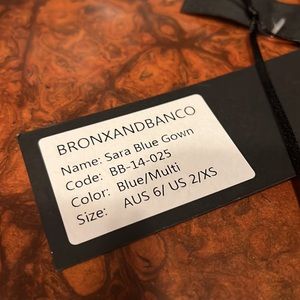 BRONXANDBANCO
Name: Sara Blue Gown
Code: BB-14-025
Color: Blue/Multi
Size: AUS 6/ US 2/XS